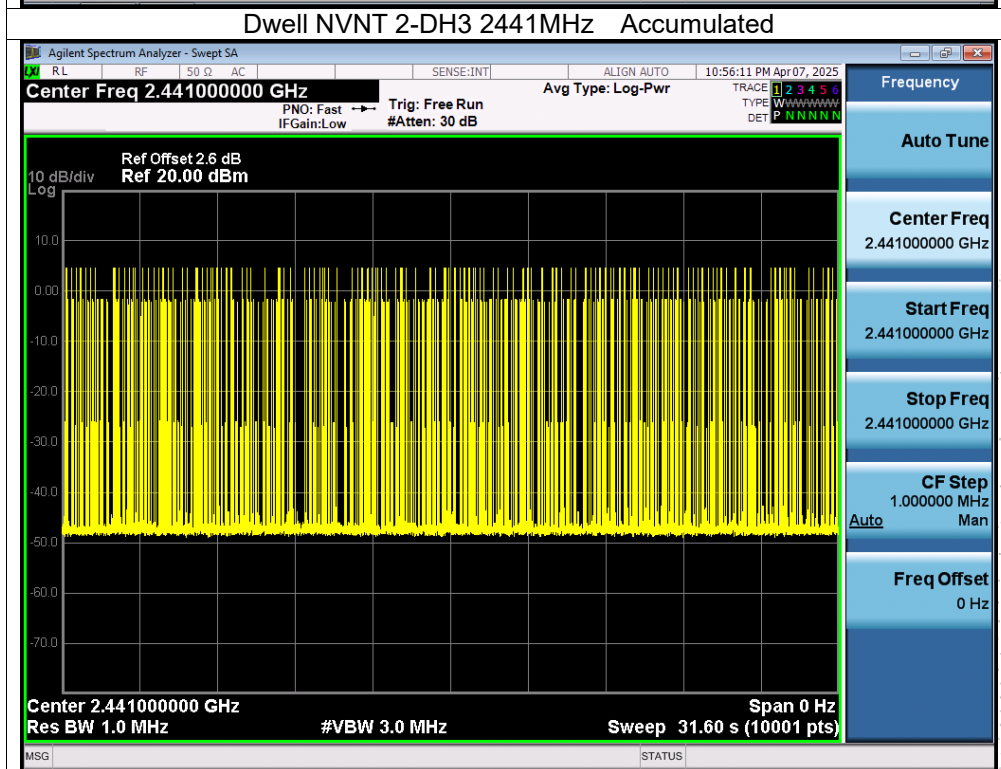 Dwell NVNT 2-DH3 2441MHz Accumulated
Agilent Spectrum Analyzer - Swept SA
LXI RL RF 50 Ω AC SENSE:INT ALIGN AUTO 10:56:11 PM Apr 07, 2025
Center Freq 2.441000000 GHz
PNO: Fast
IFGain:Low
Trig: Free Run
#Atten: 30 dB
Avg Type: Log-Pwr
TRACE 1 2 3 4 5 6
TYPE WWWWWW
DET P N N N N N
Ref Offset 2.6 dB
10 dB/div Ref 20.00 dBm
Log
10.0
0.00
-10.0
-20.0
-30.0
-40.0
-50.0
-60.0
-70.0
Center 2.441000000 GHz Span 0 Hz
Res BW 1.0 MHz #VBW 3.0 MHz Sweep 31.60 s (10001 pts)
MSG STATUS
Frequency
Auto Tune
Center Freq
2.441000000 GHz
Start Freq
2.441000000 GHz
Stop Freq
2.441000000 GHz
CF Step
1.000000 MHz
Auto Man
Freq Offset
0 Hz